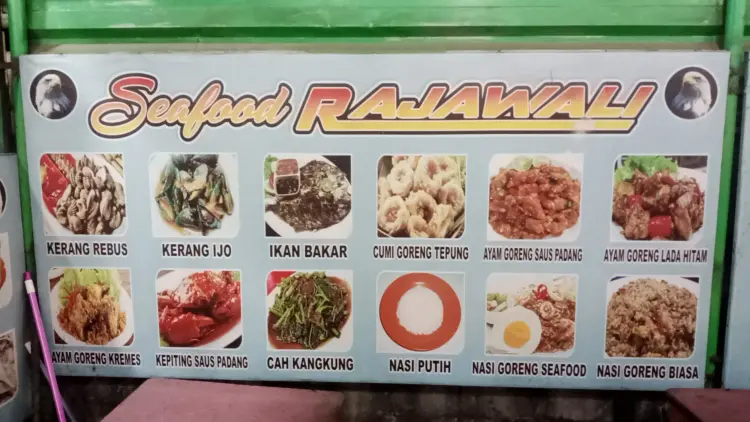 Seafood RAJAWALI
KERANG REBUS
KERANG IJO
IKAN BAKAR
CUMI GORENG TEPUNG
AYAM GORENG SAUS PADANG
AYAM GORENG LADA HITAM
AYAM GORENG KREMES
KEPITING SAUS PADANG
CAH KANGKUNG
NASI PUTIH
NASI GORENG SEAFOOD
NASI GORENG BIASA